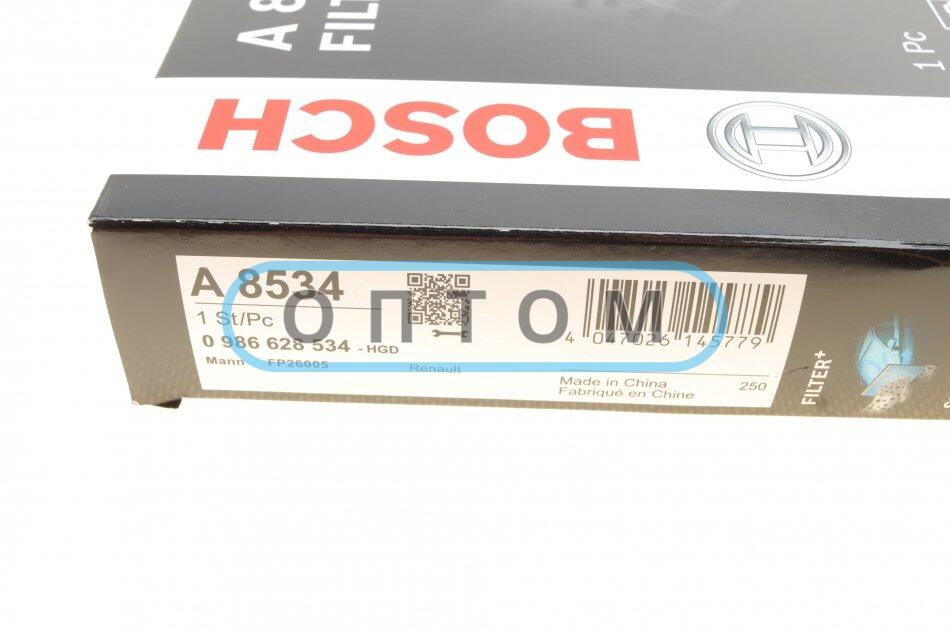 A 8
FILT
1 Pc
BOSCH
A 8534
1 St/Pc
0 986 628 534 - HGD
Mann FP26005
Renault
4 047026 145779
Made in China
Fabriqué en Chine
250
FILTER+
ОПТОМ